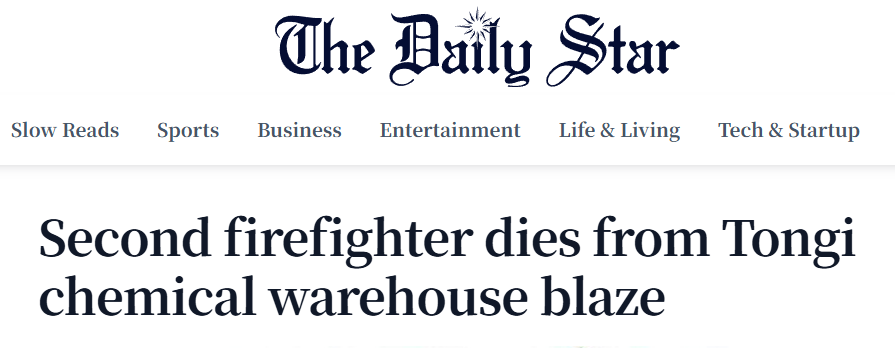 The Daily Star
Slow Reads Sports Business Entertainment Life & Living Tech & Startup
Second firefighter dies from Tongi
chemical warehouse blaze